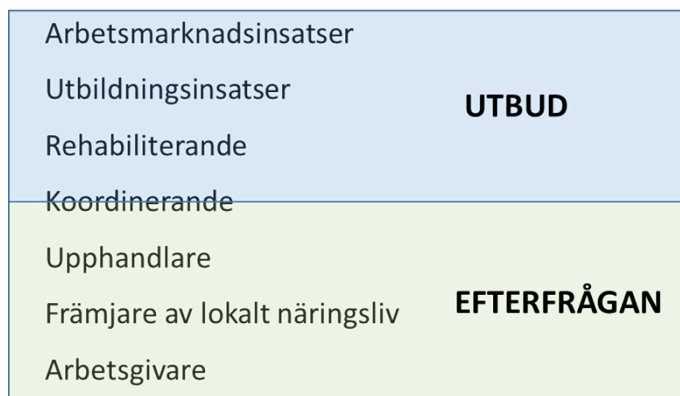 Arbetsmarknadsinsatser
Utbildningsinsatser
UTBUD
Rehabiliterande
Koordinerande
Upphandlare
EFTERFRÅGAN
Främjare av lokalt näringsliv
Arbetsgivare